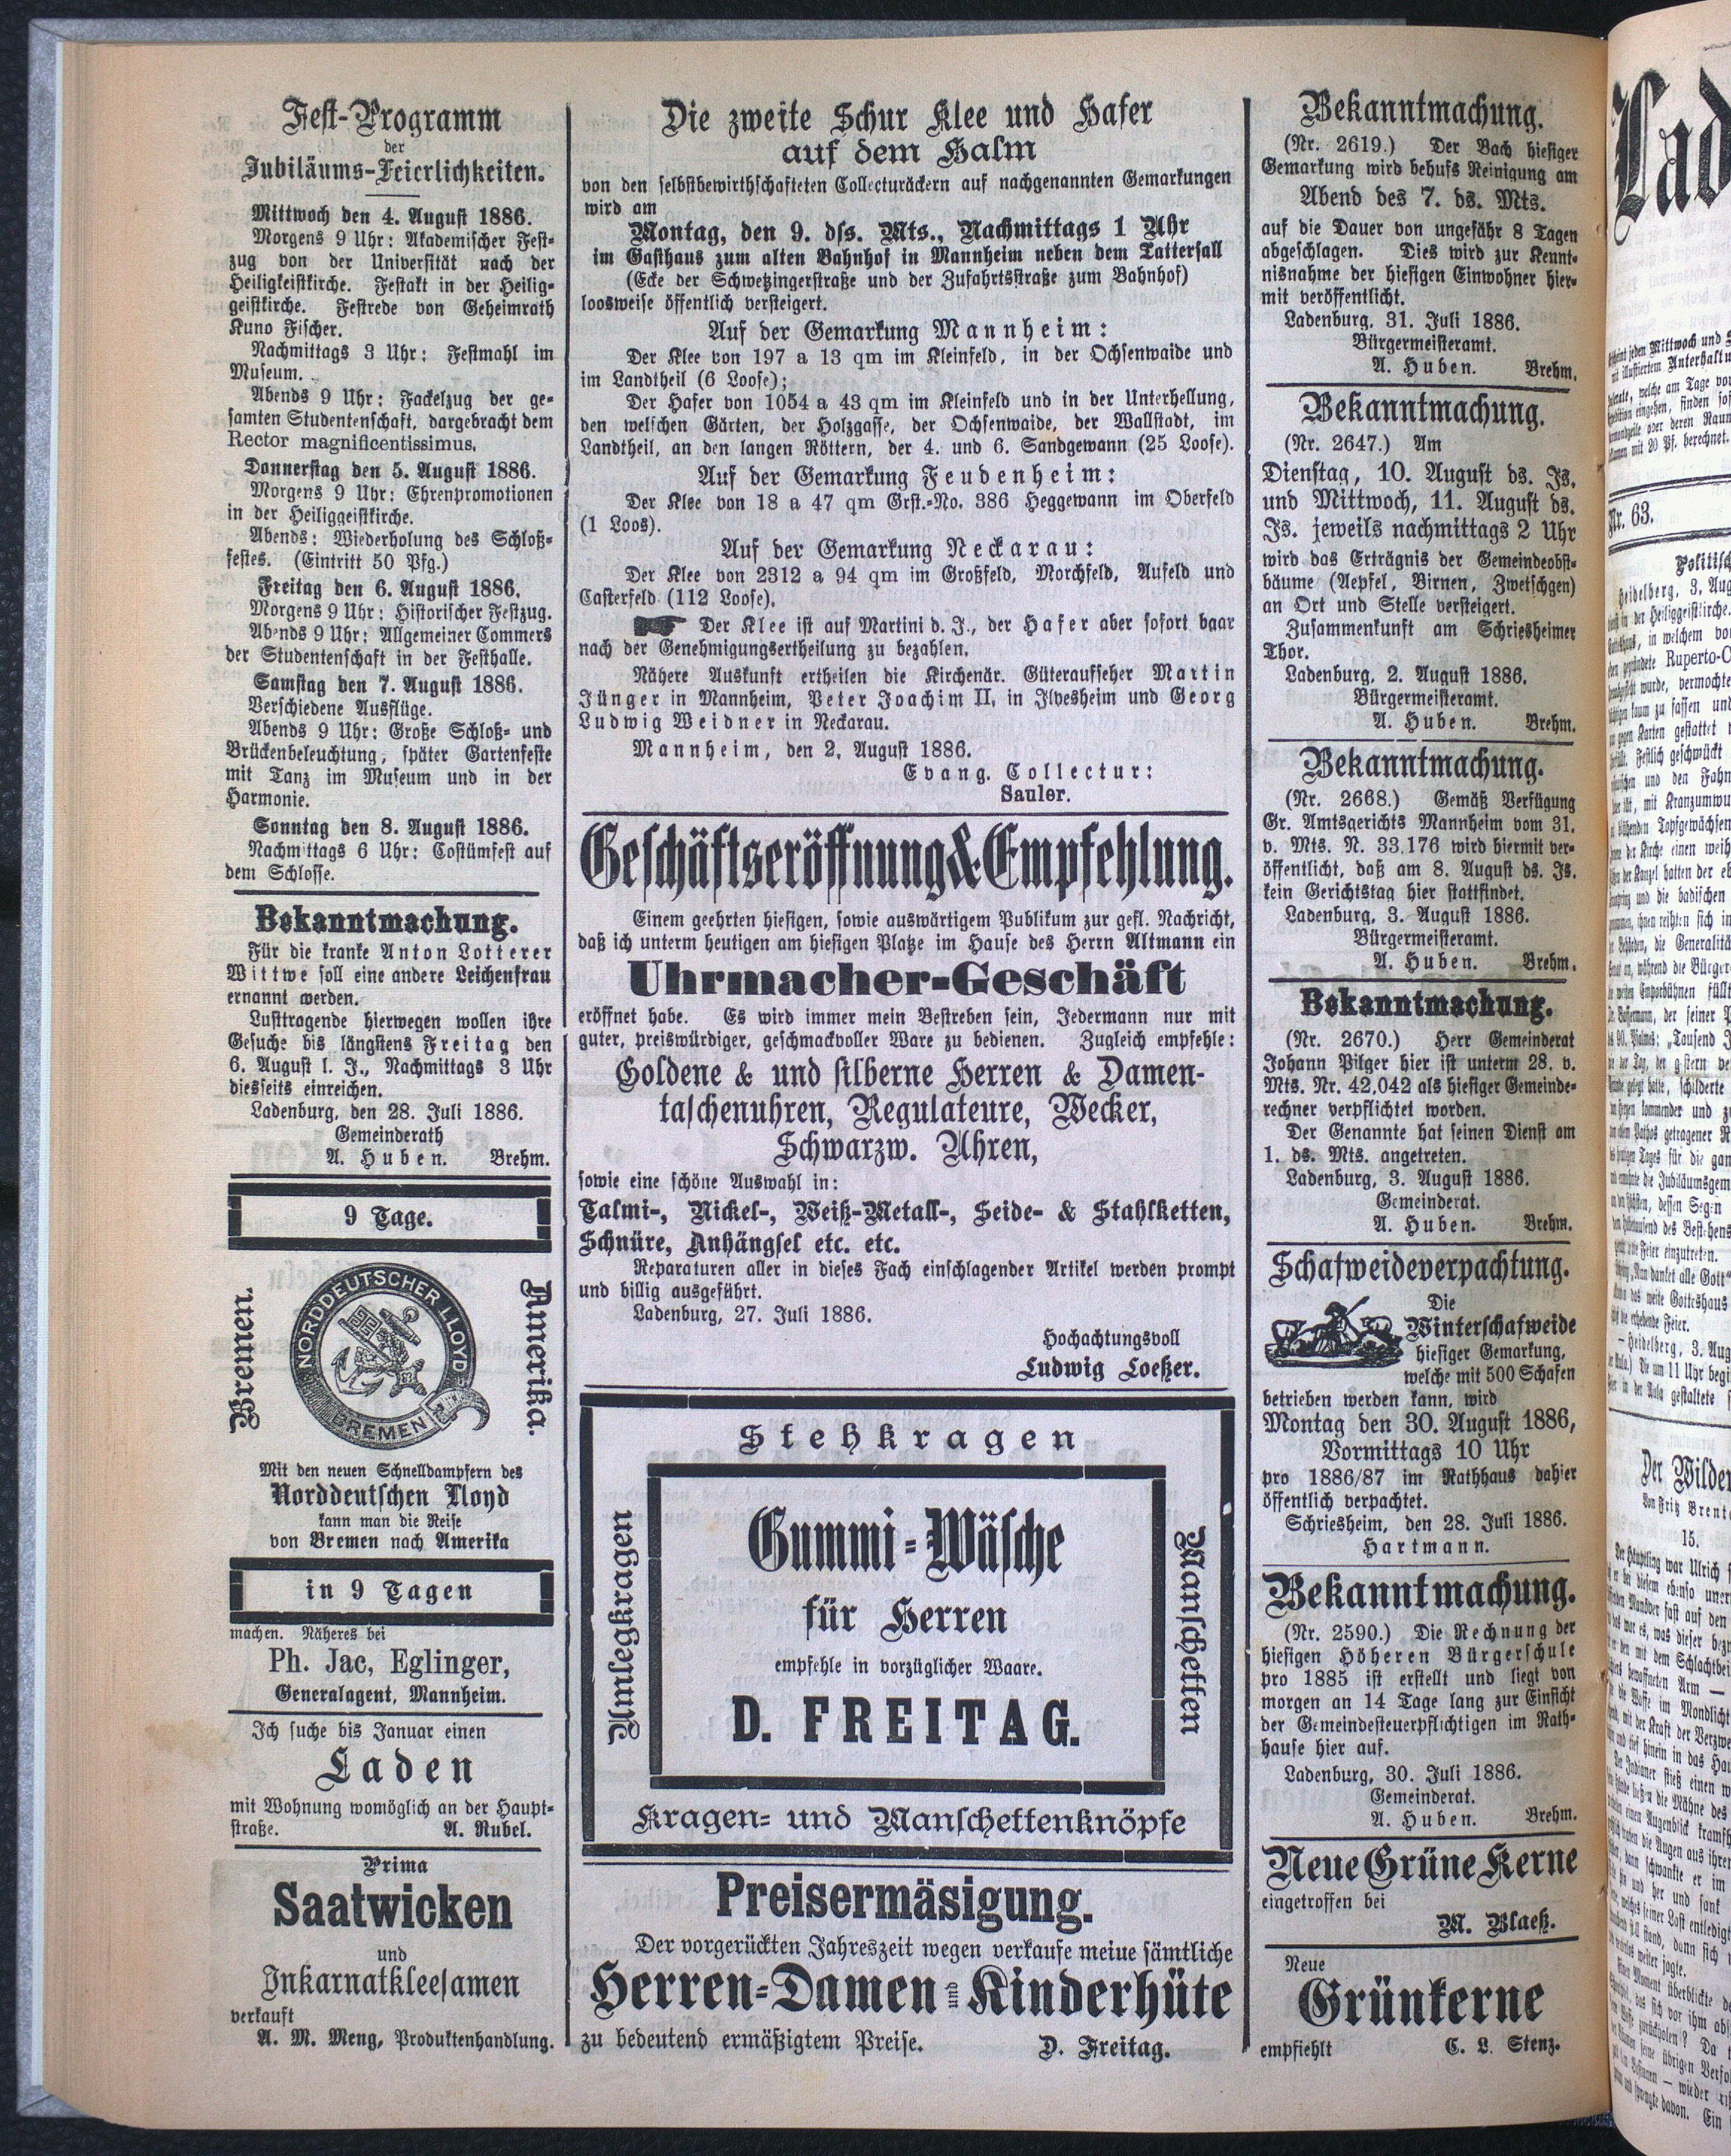 Fest-Programm
der
Jubiläums-Feierlichkeiten.
Mittwoch den 4. August 1886.
Morgens 9 Uhr: Akademischer Fest-
zug von der Universität nach der
Heiligkeistkirche. Festakt in der Heilig-
geistkirche. Festrede von Geheimrath
Kuno Fischer.
Nachmittags 3 Uhr: Festmahl im
Museum.
Abends 9 Uhr: Fackelzug der ge-
samten Studentenschaft, dargebracht dem
Rector magnificentissimus.
Donnerstag den 5. August 1886.
Morgens 9 Uhr: Ehrenpromotionen
in der Heiliggeistkirche.
Abends: Wiederholung des Schloß-
festes. (Eintritt 50 Pfg.)
Freitag den 6. August 1886.
Morgens 9 Uhr: Historischer Festzug.
Abends 9 Uhr: Allgemeiner Commers
der Studentenschaft in der Festhalle.
Samstag den 7. August 1886.
Verschiedene Ausflüge.
Abends 9 Uhr: Große Schloß- und
Brückenbeleuchtung, später Gartenfeste
mit Tanz im Museum und in der
Harmonie.
Sonntag den 8. August 1886.
Nachmittags 6 Uhr: Costümfest auf
dem Schlosse.
Bekanntmachung.
Für die kranke Anton Lotterer
Wittwe soll eine andere Leichenfrau
ernannt werden.
Lusttragende hierwegen wollen ihre
Gesuche bis längstens Freitag den
6. August l. J., Nachmittags 3 Uhr
diesseits einreichen.
Ladenburg, den 28. Juli 1886.
Gemeinderath
A. Huben. Brehm.
9 Tage.
Bremen
NORDDEUTSCHER LLOYD
BREMEN
Amerika.
Mit den neuen Schnelldampfern des
Norddeutschen Lloyd
kann man die Reise
von Bremen nach Amerika
in 9 Tagen
machen. Näheres bei
Ph. Jac, Eglinger,
Generalagent, Mannheim.
Ich suche bis Januar einen
Laden
mit Wohnung womöglich an der Haupt-
straße. A. Rubel.
Prima
Saatwicken
und
Inkarnatkleesamen
verkauft
A. M. Meng, Produktenhandlung.
Die zweite Schur Klee und Hafer
auf dem Halm
von den selbstbewirthschafteten Collecturäckern auf nachgenannten Gemarkungen
wird am
Montag, den 9. dss. Mts., Nachmittags 1 Uhr
im Gasthaus zum alten Bahnhof in Mannheim neben dem Tattersall
(Ecke der Schwetzingerstraße und der Zufahrtsstraße zum Bahnhof)
loosweise öffentlich versteigert.
Auf der Gemarkung Mannheim:
Der Klee von 197 a 13 qm im Kleinfeld, in der Ochsenwaide und
im Landtheil (6 Loose);
Der Hafer von 1054 a 43 qm im Kleinfeld und in der Unterhellung,
den welschen Gärten, der Holzgasse, der Ochsenwaide, der Wallstadt, im
Landtheil, an den langen Röttern, der 4. und 6. Sandgewann (25 Loose).
Auf der Gemarkung Feudenheim:
Der Klee von 18 a 47 qm Grst.-No. 386 Heggewann im Oberfeld
(1 Loos).
Auf der Gemarkung Neckarau:
Der Klee von 2312 a 94 qm im Großfeld, Morchfeld, Aufeld und
Casterfeld (112 Loose).
Der Klee ist auf Martini d. J., der Hafer aber sofort baar
nach der Genehmigungsertheilung zu bezahlen.
Nähere Auskunft ertheilen die Kirchenär. Güteraufseher Martin
Jünger in Mannheim, Peter Joachim II, in Ilvesheim und Georg
Ludwig Weidner in Neckarau.
Mannheim, den 2. August 1886.
Evang. Collectur:
Sauler.
Geschäftseröffnung&Empfehlung.
Einem geehrten hiesigen, sowie auswärtigem Publikum zur gefl. Nachricht,
daß ich unterm heutigen am hiesigen Platze im Hause des Herrn Altmann ein
Uhrmacher-Geschäft
eröffnet habe. Es wird immer mein Bestreben sein, Jedermann nur mit
guter, preiswürdiger, geschmackvoller Ware zu bedienen. Zugleich empfehle:
Goldene & und silberne Herren & Damen-
taschenuhren, Regulateure, Wecker,
Schwarzw. Uhren,
sowie eine schöne Auswahl in:
Talmi-, Nickel-, Weiß-Metall-, Seide- & Stahlketten,
Schnüre, Anhängsel etc. etc.
Reparaturen aller in dieses Fach einschlagender Artikel werden prompt
und billig ausgeführt.
Ladenburg, 27. Juli 1886.
Hochachtungsvoll
Ludwig Loeßer.
Stehkragen
Umlegkragen
Gummi-Wäsche
für Herren
empfehle in vorzüglicher Waare.
D. FREITAG.
Manschetten
Kragen- und Manschettenknöpfe
Preisermäsigung.
Der vorgerückten Jahreszeit wegen verkaufe meiue sämtliche
Herren-Damen und Kinderhüte
zu bedeutend ermäßigtem Preise. D. Freitag.
Bekanntmachung.
(Nr. 2619.) Der Bach hiesiger
Gemarkung wird behufs Reinigung am
Abend des 7. ds. Mts.
auf die Dauer von ungefähr 8 Tagen
abgeschlagen. Dies wird zur Kennt-
nisnahme der hiesigen Einwohner hier-
mit veröffentlicht.
Ladenburg, 31. Juli 1886.
Bürgermeisteramt.
A. Huben. Brehm.
Bekanntmachung.
(Nr. 2647.) Am
Dienstag, 10. August ds. Js.
und Mittwoch, 11. August ds.
Js. jeweils nachmittags 2 Uhr
wird das Erträgnis der Gemeindeobst-
bäume (Aepfel, Birnen, Zwetschgen)
an Ort und Stelle versteigert.
Zusammenkunft am Schriesheimer
Thor.
Ladenburg, 2. August 1886.
Bürgermeisteramt.
A. Huben. Brehm.
Bekanntmachung.
(Nr. 2668.) Gemäß Verfügung
Gr. Amtsgerichts Mannheim vom 31.
v. Mts. N. 33,176 wird hiermit ver-
öffentlicht, daß am 8. August ds. Js.
kein Gerichtstag hier stattfindet.
Ladenburg, 3. August 1886.
Bürgermeisteramt.
A. Huben. Brehm.
Bekanntmachung.
(Nr. 2670.) Herr Gemeinderat
Johann Pilger hier ist unterm 28. v.
Mts. Nr. 42,042 als hiesiger Gemeinde-
rechner verpflichtet worden.
Der Genannte hat seinen Dienst am
1. ds. Mts. angetreten.
Ladenburg, 3. August 1886.
Gemeinderat.
A. Huben. Brehm.
Schafweideverpachtung.
Die
Winterschafweide
hiesiger Gemarkung,
welche mit 500 Schafen
betrieben werden kann, wird
Montag den 30. August 1886,
Vormittags 10 Uhr
pro 1886/87 im Rathhaus dahier
öffentlich verpachtet.
Schriesheim, den 28. Juli 1886.
Hartmann.
Bekanntmachung.
(Nr. 2590.) Die Rechnung der
hiesigen Höheren Bürgerschule
pro 1885 ist erstellt und liegt von
morgen an 14 Tage lang zur Einsicht
der Gemeindesteuerpflichtigen im Rath-
hause hier auf.
Ladenburg, 30. Juli 1886.
Gemeinderat.
A. Huben. Brehm.
Neue Grüne Kerne
eingetroffen bei
M. Blaeß.
Neue
Grünkerne
empfiehlt C. L. Stenz.
Lad
Nr. 63.
Heidelberg, 3. Aug
Der Wilder
Von Fritz Brent
15.